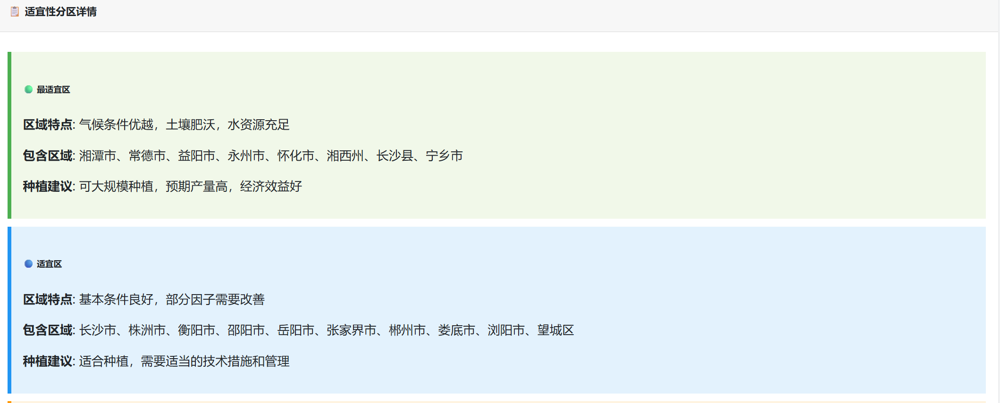 适宜性分区详情
最适宜区
区域特点: 气候条件优越，土壤肥沃，水资源充足
包含区域: 湘潭市、常德市、益阳市、永州市、怀化市、湘西州、长沙县、宁乡市
种植建议: 可大规模种植，预期产量高，经济效益好
适宜区
区域特点: 基本条件良好，部分因子需要改善
包含区域: 长沙市、株洲市、衡阳市、邵阳市、岳阳市、张家界市、郴州市、娄底市、浏阳市、望城区
种植建议: 适合种植，需要适当的技术措施和管理